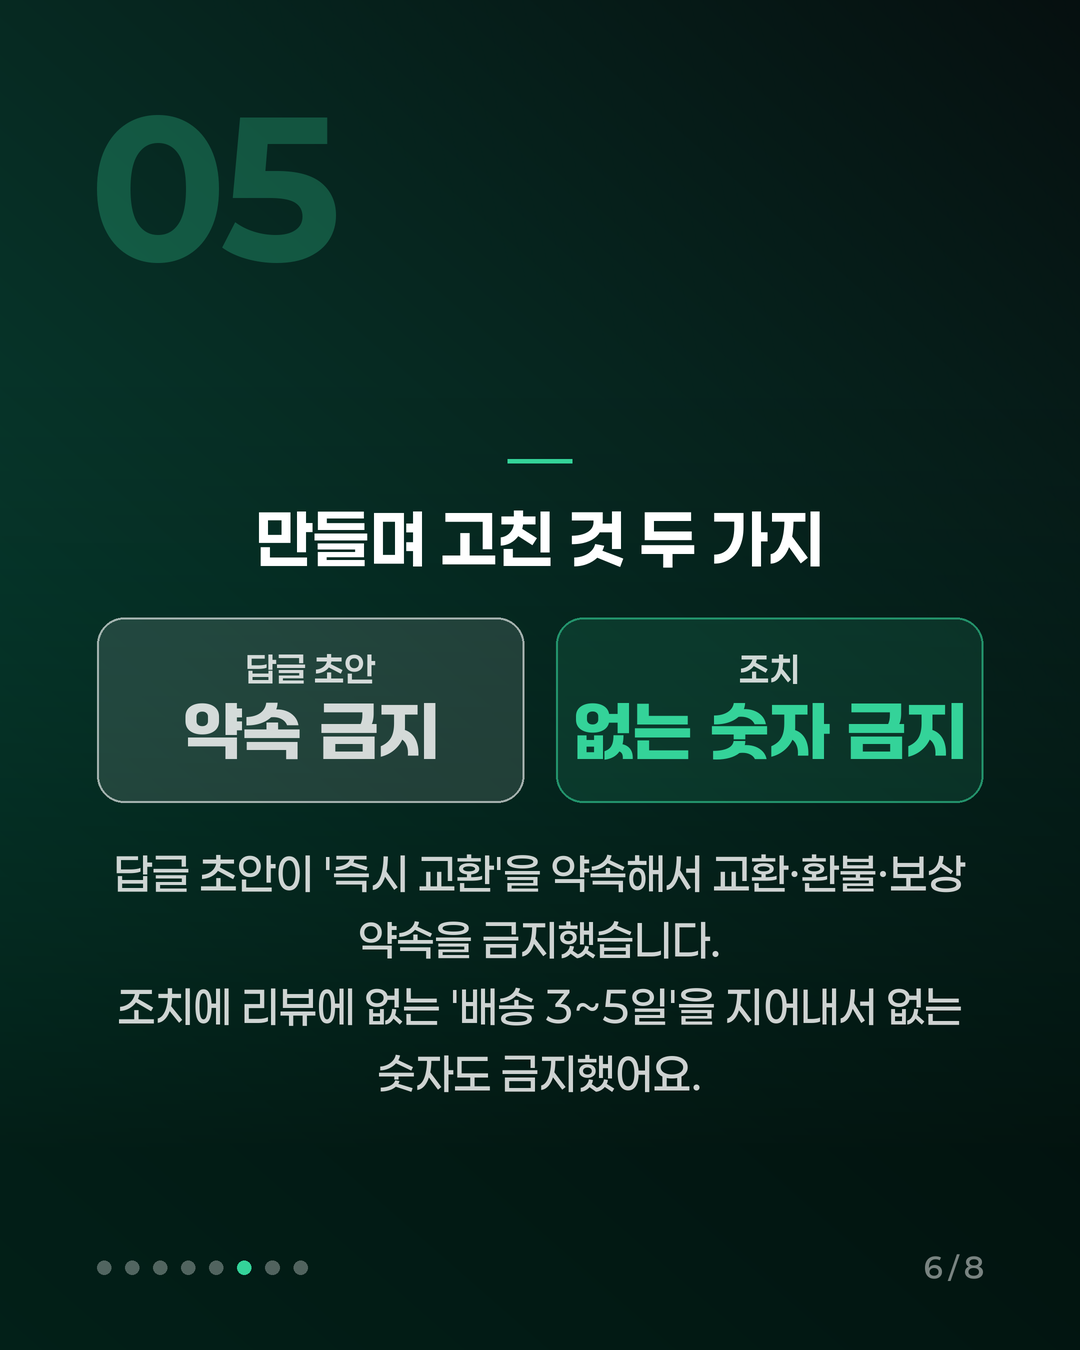 05
만들며 고친 것 두 가지
답글 초안
약속 금지
조치
없는 숫자 금지
답글 초안이 '즉시 교환'을 약속해서 교환·환불·보상
약속을 금지했습니다.
조치에 리뷰에 없는 '배송 3~5일'을 지어내서 없는
숫자도 금지했어요.
6/8